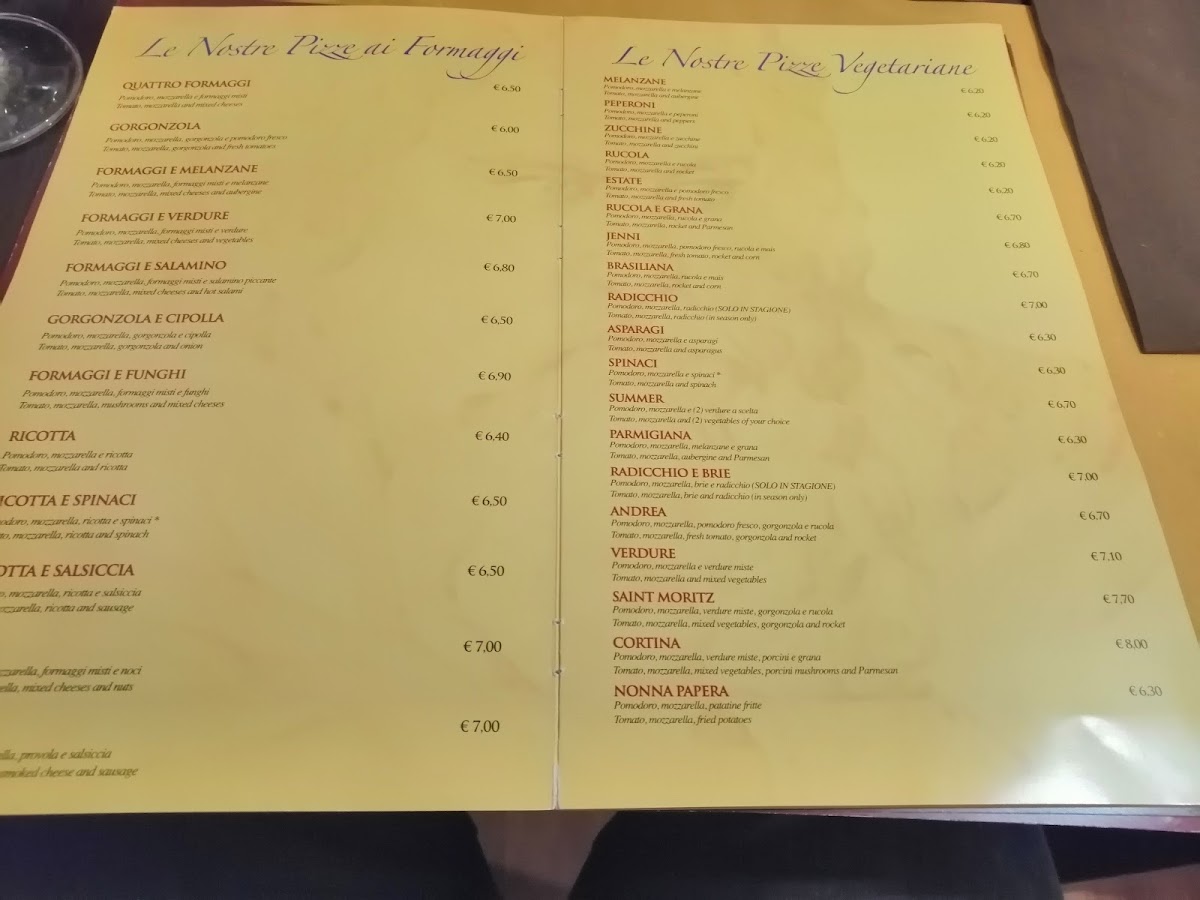 Le Nostre Pizze ai Formaggi
QUATTRO FORMAGGI € 6,50
Pomodoro, mozzarella e formaggi misti
Tomato, mozzarella and mixed cheeses
GORGONZOLA € 6,00
Pomodoro, mozzarella, gorgonzola e pomodoro fresco
Tomato, mozzarella, gorgonzola and fresh tomatoes
FORMAGGI E MELANZANE € 6,50
Pomodoro, mozzarella, formaggi misti e melanzane
Tomato, mozzarella, mixed cheeses and aubergine
FORMAGGI E VERDURE € 7,00
Pomodoro, mozzarella, formaggi misti e verdure
Tomato, mozzarella, mixed cheeses and vegetables
FORMAGGI E SALAMINO € 6,80
Pomodoro, mozzarella, formaggi misti e salamino piccante
Tomato, mozzarella, mixed cheeses and hot salami
GORGONZOLA E CIPOLLA € 6,50
Pomodoro, mozzarella, gorgonzola e cipolla
Tomato, mozzarella, gorgonzola and onion
FORMAGGI E FUNGHI € 6,90
Pomodoro, mozzarella, formaggi misti e funghi
Tomato, mozzarella, mushrooms and mixed cheeses
RICOTTA € 6,40
Pomodoro, mozzarella e ricotta
Tomato, mozzarella and ricotta
ICOTTA E SPINACI € 6,50
odoro, mozzarella, ricotta e spinaci *
to, mozzarella, ricotta and spinach
OTTA E SALSICCIA € 6,50
o, mozzarella, ricotta e salsiccia
ozzarella, ricotta and sausage
€ 7,00
zzarella, formaggi misti e noci
ella, mixed cheeses and nuts
€ 7,00
ella, provola e salsiccia
smoked cheese and sausage
Le Nostre Pizze Vegetariane
MELANZANE € 6,20
Pomodoro, mozzarella e melanzane
Tomato, mozzarella and aubergine
PEPERONI € 6,20
Pomodoro, mozzarella e peperoni
Tomato, mozzarella and peppers
ZUCCHINE € 6,20
Pomodoro, mozzarella e zucchine
Tomato, mozzarella and zucchini
RUCOLA € 6,20
Pomodoro, mozzarella e rucola
Tomato, mozzarella and rocket
ESTATE € 6,20
Pomodoro, mozzarella e pomodoro fresco
Tomato, mozzarella and fresh tomato
RUCOLA E GRANA € 6,70
Pomodoro, mozzarella, rucola e grana
Tomato, mozzarella, rocket and Parmesan
JENNI € 6,80
Pomodoro, mozzarella, pomodoro fresco, rucola e mais
Tomato, mozzarella, fresh tomato, rocket and corn
BRASILIANA € 6,70
Pomodoro, mozzarella, rucola e mais
Tomato, mozzarella, rocket and corn
RADICCHIO € 7,00
Pomodoro, mozzarella, radicchio (SOLO IN STAGIONE)
Tomato, mozzarella, radicchio (in season only)
ASPARAGI € 6,30
Pomodoro, mozzarella e asparagi
Tomato, mozzarella and asparagus
SPINACI € 6,30
Pomodoro, mozzarella e spinaci *
Tomato, mozzarella and spinach
SUMMER € 6,70
Pomodoro, mozzarella e (2) verdure a scelta
Tomato, mozzarella and (2) vegetables of your choice
PARMIGIANA € 6,30
Pomodoro, mozzarella, melanzane e grana
Tomato, mozzarella, aubergine and Parmesan
RADICCHIO E BRIE € 7,00
Pomodoro, mozzarella, brie e radicchio (SOLO IN STAGIONE)
Tomato, mozzarella, brie and radicchio (in season only)
ANDREA € 6,70
Pomodoro, mozzarella, pomodoro fresco, gorgonzola e rucola
Tomato, mozzarella, fresh tomato, gorgonzola and rocket
VERDURE € 7,10
Pomodoro, mozzarella e verdure miste
Tomato, mozzarella and mixed vegetables
SAINT MORITZ € 7,70
Pomodoro, mozzarella, verdure miste, gorgonzola e rucola
Tomato, mozzarella, mixed vegetables, gorgonzola and rocket
CORTINA € 8,00
Pomodoro, mozzarella, verdure miste, porcini e grana
Tomato, mozzarella, mixed vegetables, porcini mushrooms and Parmesan
NONNA PAPERA € 6,30
Pomodoro, mozzarella, patatine fritte
Tomato, mozzarella, fried potatoes